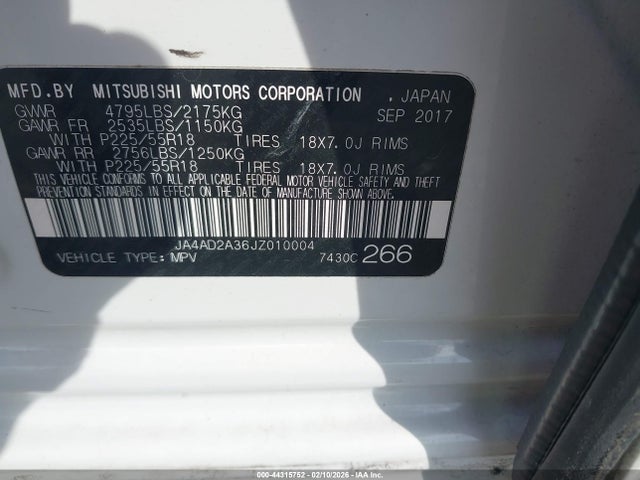 MFD.BY MITSUBISHI MOTORS CORPORATION , JAPAN
GVWR 4795LBS/2175KG SEP 2017
GAWR FR 2535LBS/1150KG
WITH P225/55R18 TIRES 18X7.0J RIMS
GAWR RR 2756LBS/1250KG
WITH P225/55R18 TIRES 18X7.0J RIMS
THIS VEHICLE CONFORMS TO ALL APPLICABLE FEDERAL MOTOR VEHICLE SAFETY AND THEFT
PREVENTION STANDARDS IN EFFECT ON THE DATE OF MANUFACTURE SHOWN ABOVE.
JA4AD2A36JZ010004
VEHICLE TYPE: MPV 7430C 266
000-44315752 - 02/10/2026 - IAAI.COM